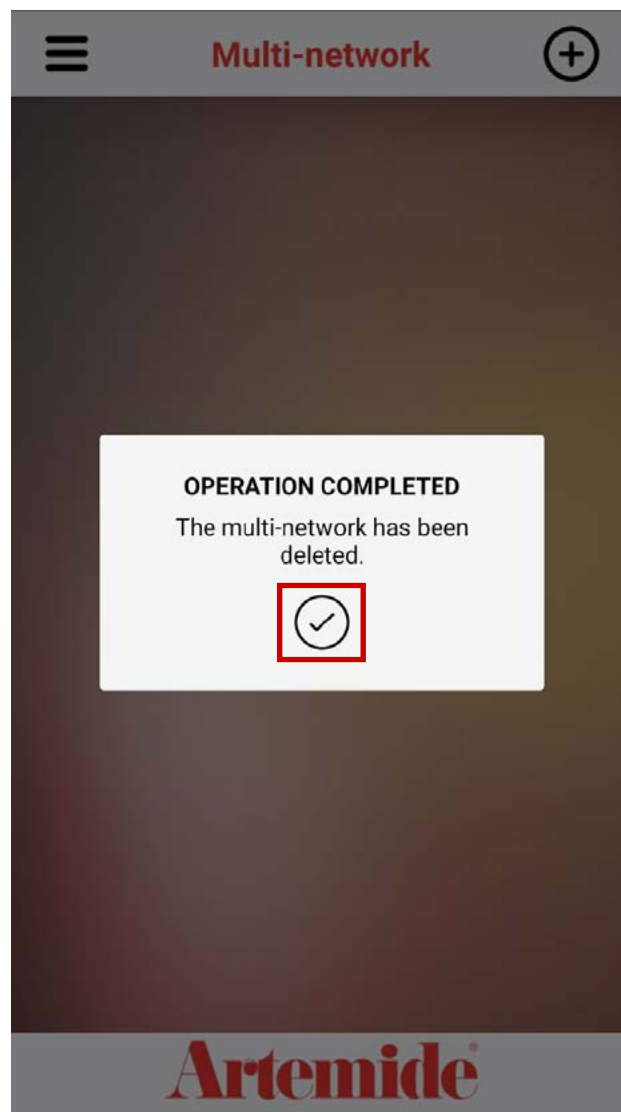 Multi-network
OPERATION COMPLETED
The multi-network has been
deleted.
Artemide®